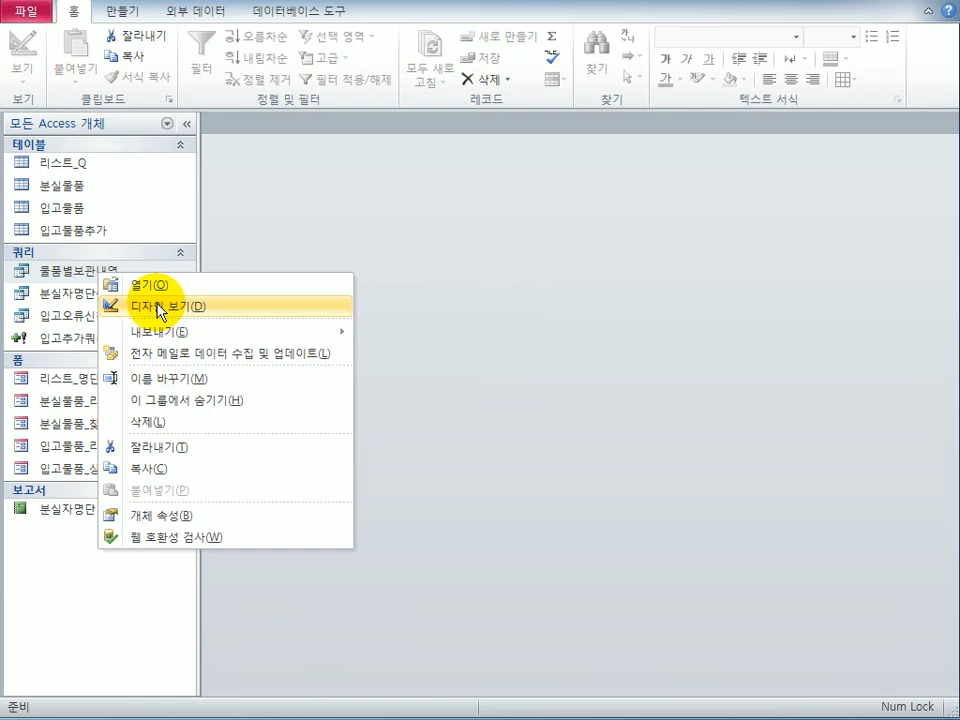 파일 홈 만들기 외부 데이터 데이터베이스 도구
보기 붙여넣기 잘라내기 복사 서식 복사
필터 오름차순 내림차순 정렬 제거 선택 영역 고급 필터 적용/해제
모두 새로 고침 새로 만들기 저장 삭제
찾기
가 가 가
가
보기 클립보드 정렬 및 필터 레코드 찾기 텍스트 서식
모든 Access 개체
테이블
리스트_Q
분실물품
입고물품
입고물품추가
쿼리
물품별보관내역
분실자명단
입고오류신
입고추가쿼
폼
리스트_명단
분실물품_리
분실물품_찾
입고물품_리
입고물품_상
보고서
분실자명단
열기(O)
디자인 보기(D)
내보내기(E)
전자 메일로 데이터 수집 및 업데이트(L)
이름 바꾸기(M)
이 그룹에서 숨기기(H)
삭제(L)
잘라내기(T)
복사(C)
붙여넣기(P)
개체 속성(B)
웹 호환성 검사(W)
준비
Num Lock